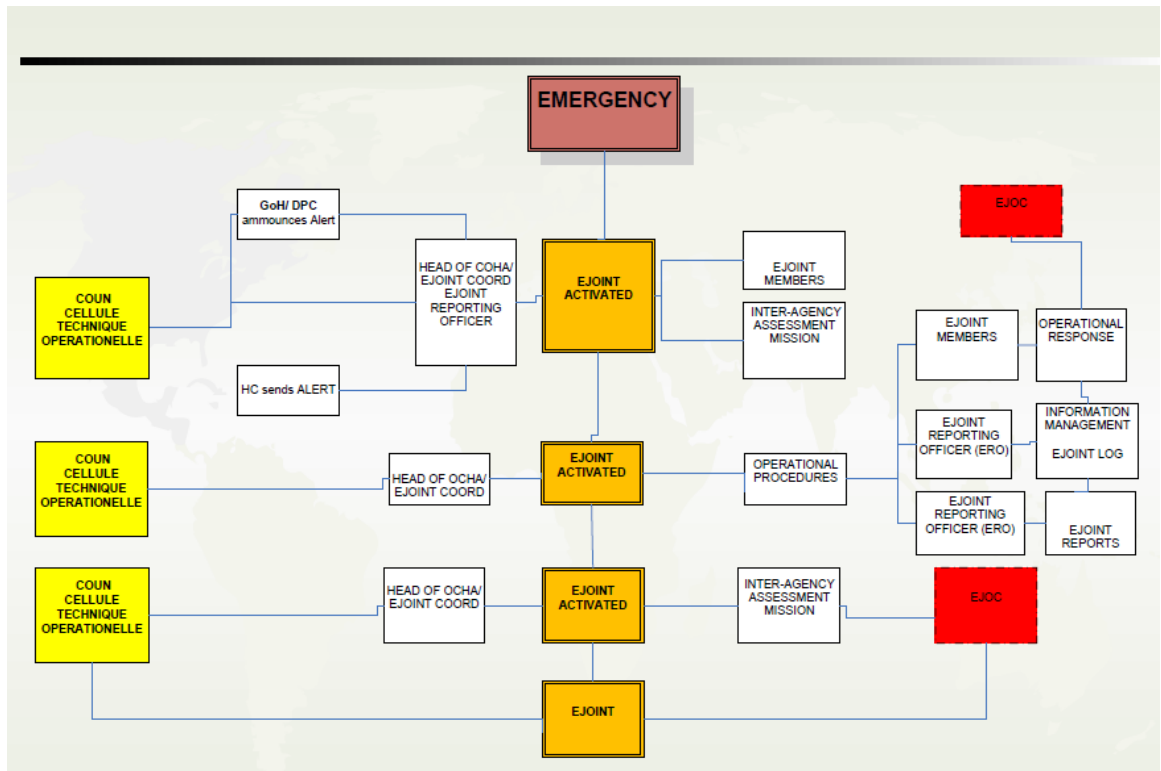 EMERGENCY
GoH/ DPC
ammounces Alert
EJOC
HEAD OF COHA/
EJOINT COORD
EJOINT
REPORTING
OFFICER
EJOINT
ACTIVATED
EJOINT
MEMBERS
COUN
CELLULE
TECHNIQUE
OPERATIONELLE
INTER-AGENCY
ASSESSMENT
MISSION
EJOINT
MEMBERS
OPERATIONAL
RESPONSE
HC sends ALERT
EJOINT
REPORTING
OFFICER (ERO)
INFORMATION
MANAGEMENT
EJOINT LOG
COUN
CELLULE
TECHNIQUE
OPERATIONELLE
HEAD OF OCHA/
EJOINT COORD
EJOINT
ACTIVATED
OPERATIONAL
PROCEDURES
EJOINT
REPORTING
OFFICER (ERO)
EJOINT
REPORTS
COUN
CELLULE
TECHNIQUE
OPERATIONELLE
HEAD OF OCHA/
EJOINT COORD
EJOINT
ACTIVATED
INTER-AGENCY
ASSESSMENT
MISSION
EJOC
EJOINT